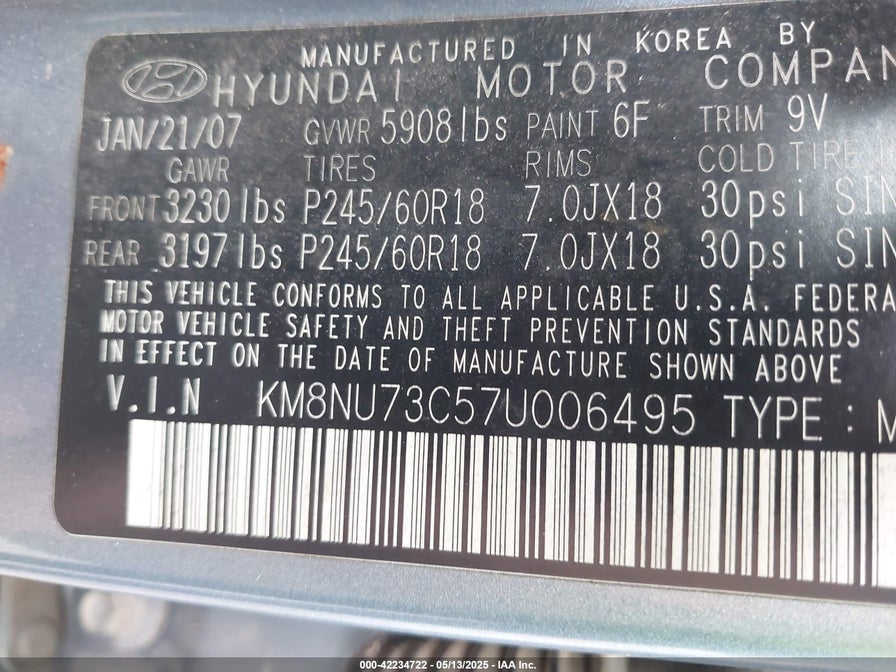 MANUFACTURED IN KOREA BY
HYUNDAI MOTOR COMPAN
JAN/21/07 GVWR 5908lbs PAINT 6F TRIM 9V
GAWR TIRES RIMS COLD TIRE
FRONT 3230lbs P245/60R18 7.0JX18 30psi SIN
REAR 3197lbs P245/60R18 7.0JX18 30psi SIN
THIS VEHICLE CONFORMS TO ALL APPLICABLE U.S.A. FEDERA
MOTOR VEHICLE SAFETY AND THEFT PREVENTION STANDARDS
IN EFFECT ON THE DATE OF MANUFACTURE SHOWN ABOVE
V.I.N KM8NU73C57U006495 TYPE : M
000-42234722 - 05/13/2025 - IAA Inc.